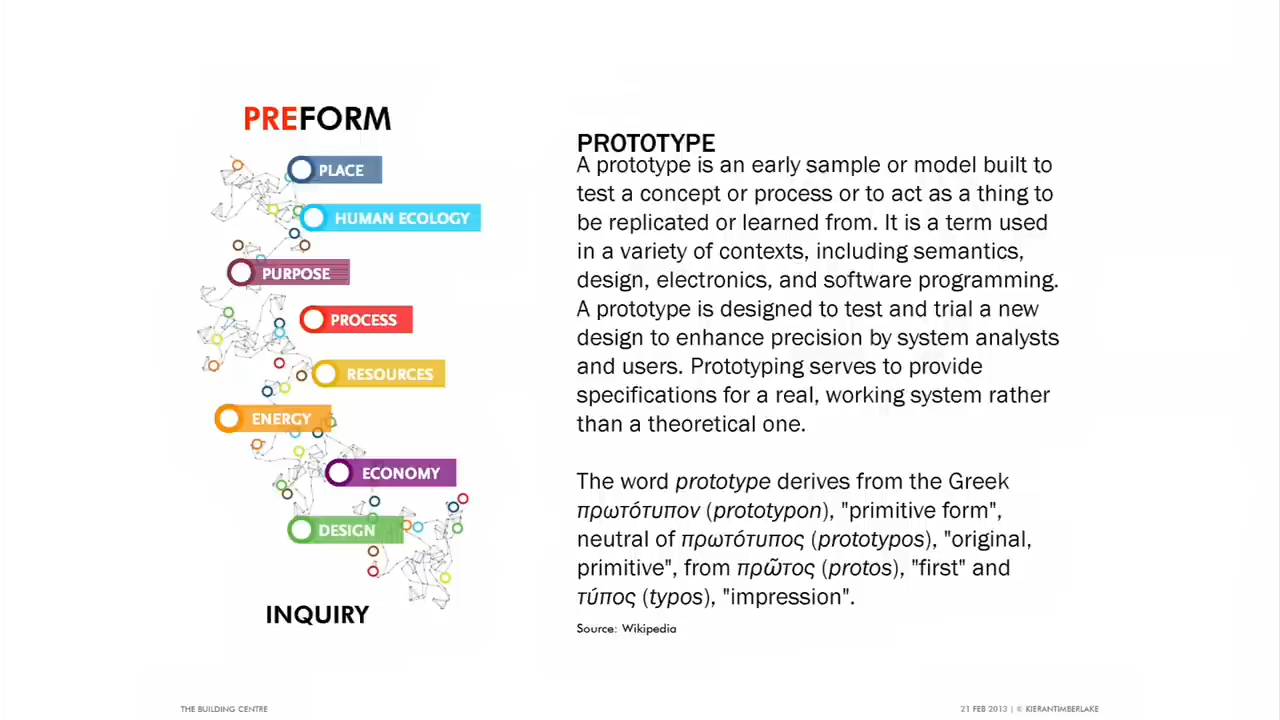 PREFORM
PLACE
HUMAN ECOLOGY
PURPOSE
PROCESS
RESOURCES
ENERGY
ECONOMY
DESIGN
INQUIRY
PROTOTYPE
A prototype is an early sample or model built to
test a concept or process or to act as a thing to
be replicated or learned from. It is a term used
in a variety of contexts, including semantics,
design, electronics, and software programming.
A prototype is designed to test and trial a new
design to enhance precision by system analysts
and users. Prototyping serves to provide
specifications for a real, working system rather
than a theoretical one.
The word prototype derives from the Greek
πρωτότυπον (prototypon), "primitive form",
neutral of πρωτότυπος (prototypos), "original,
primitive", from πρῶτος (protos), "first" and
τύπος (typos), "impression".
Source: Wikipedia
THE BUILDING CENTRE
21 FEB 2013 | © KIERANTIMBERLAKE